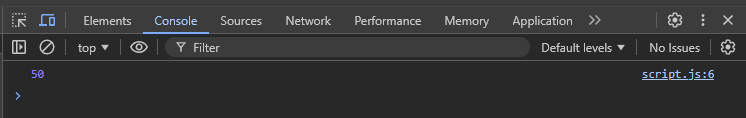 Elements Console Sources Network Performance Memory Application
top Filter Default levels No Issues
50 script.js:6